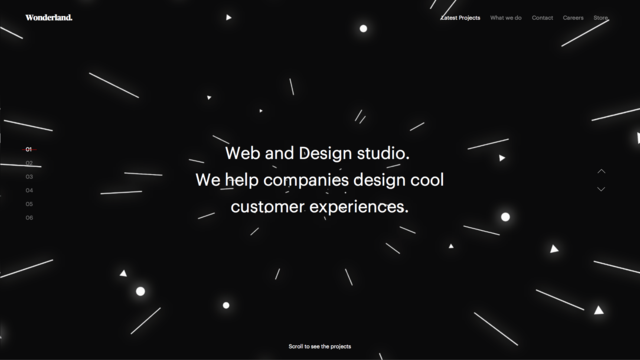 Wonderland.
Latest Projects What we do Contact Careers Store
Web and Design studio.
We help companies design cool
customer experiences.
01
02
03
04
05
06
Scroll to see the projects